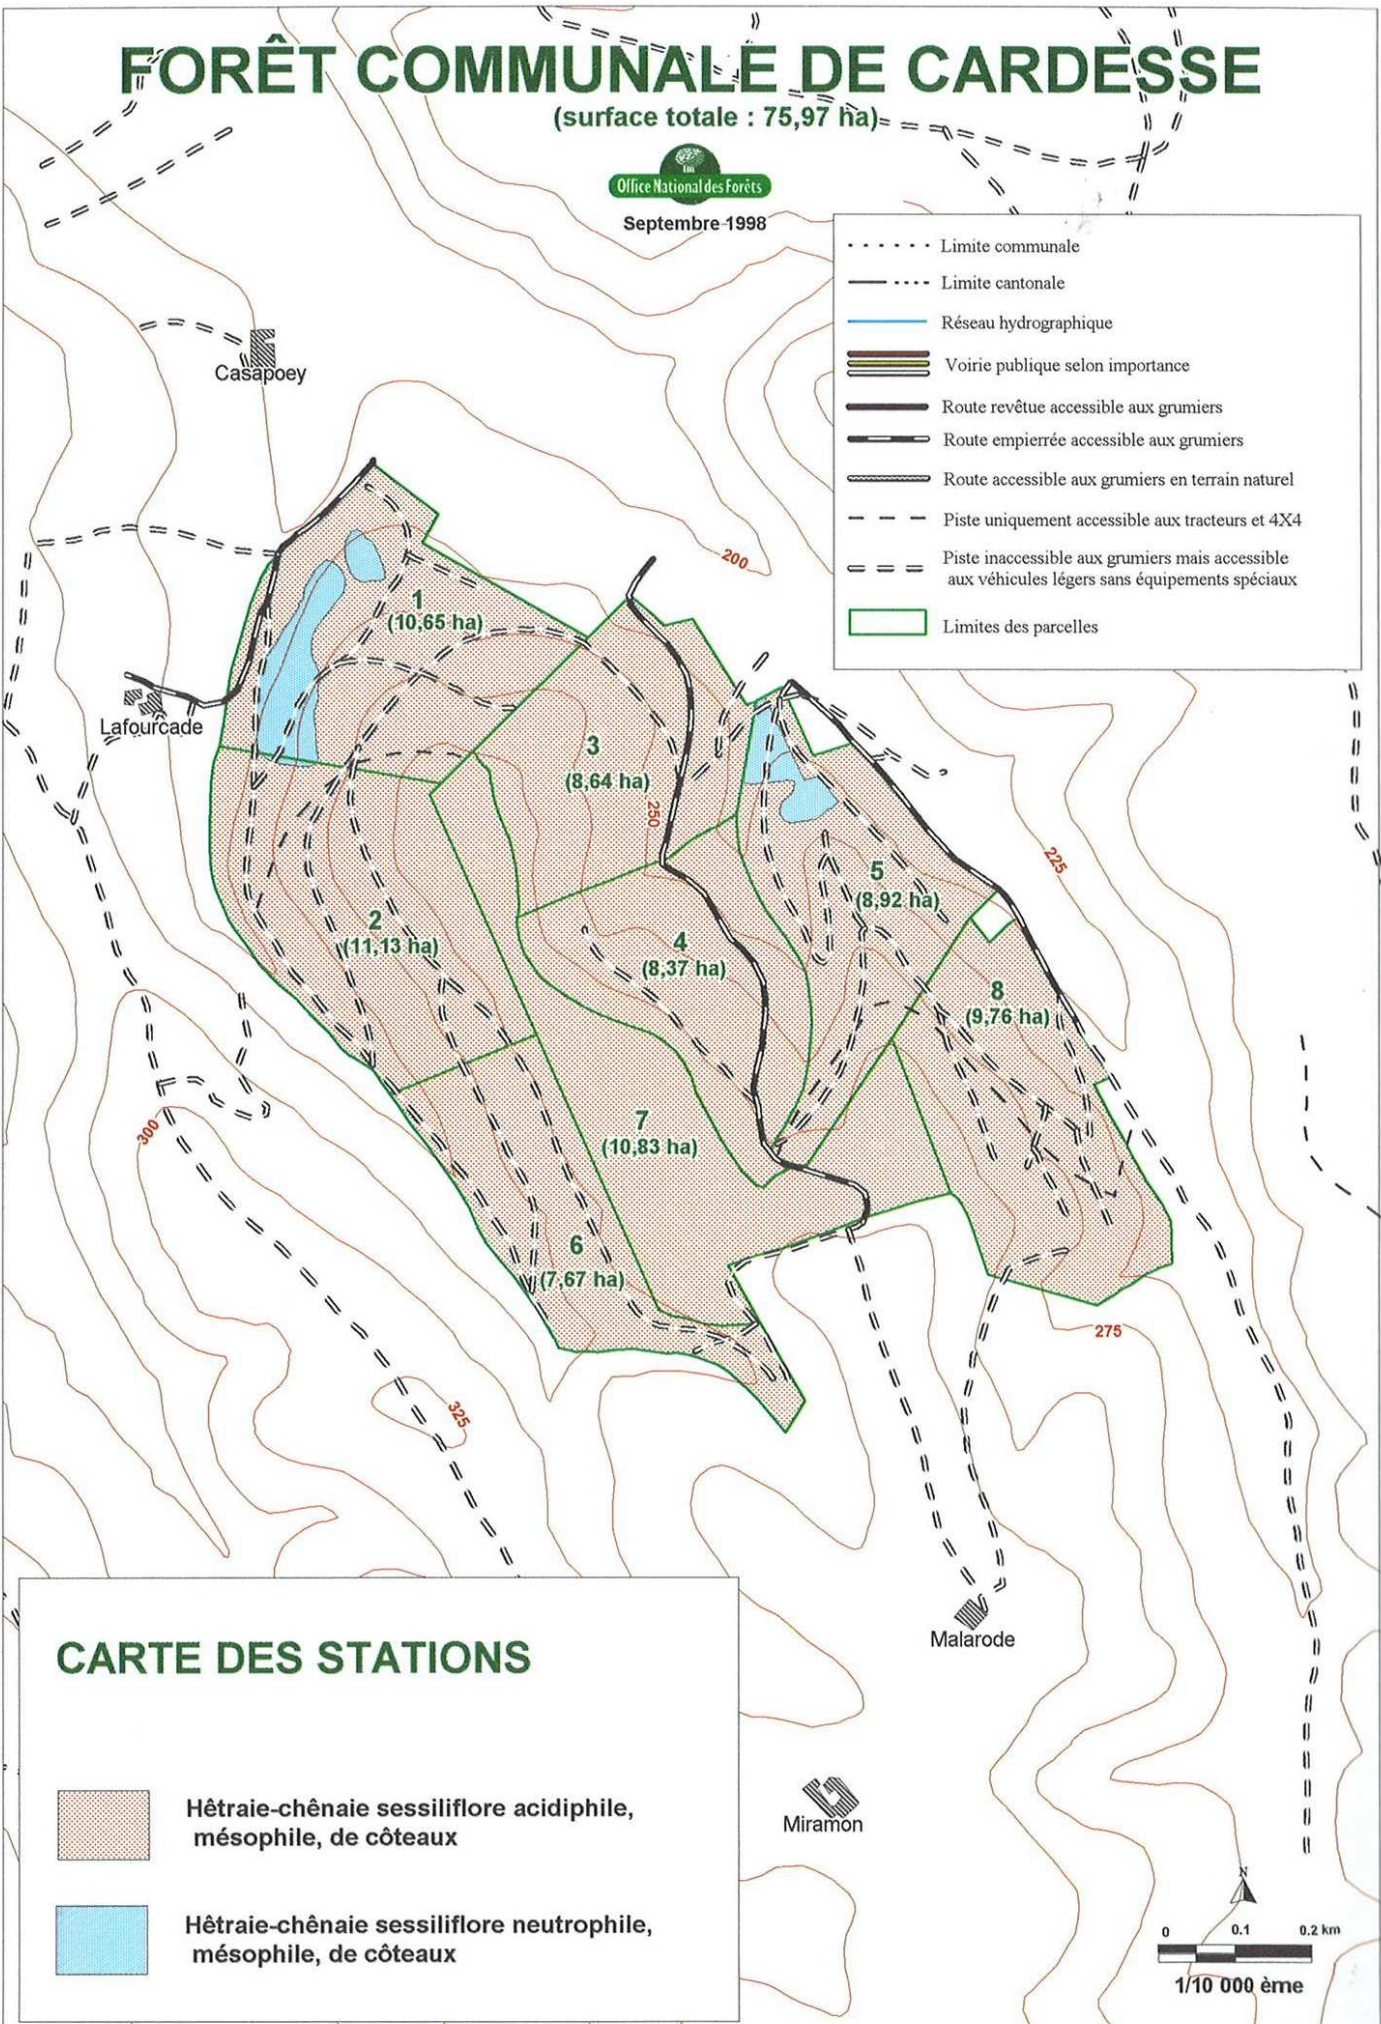 FORÊT COMMUNALE DE CARDESSE
(surface totale : 75,97 ha)
Office National des Forêts
Septembre 1998
Limite communale
Limite cantonale
Réseau hydrographique
Voirie publique selon importance
Route revêtue accessible aux grumiers
Route empierrée accessible aux grumiers
Route accessible aux grumiers en terrain naturel
Piste uniquement accessible aux tracteurs et 4X4
Piste inaccessible aux grumiers mais accessible
aux véhicules légers sans équipements spéciaux
Limites des parcelles
Casapoey
200
1
(10,65 ha)
Lafourcade
3
(8,64 ha)
250
225
5
(8,92 ha)
2
(11,13 ha)
4
(8,37 ha)
8
(9,76 ha)
300
7
(10,83 ha)
6
(7,67 ha)
275
325
Malarode
CARTE DES STATIONS
Hêtraie-chênaie sessiliflore acidiphile,
mésophile, de côteaux
Hêtraie-chênaie sessiliflore neutrophile,
mésophile, de côteaux
Miramon
N
0 0.1 0.2 km
1/10 000 ème